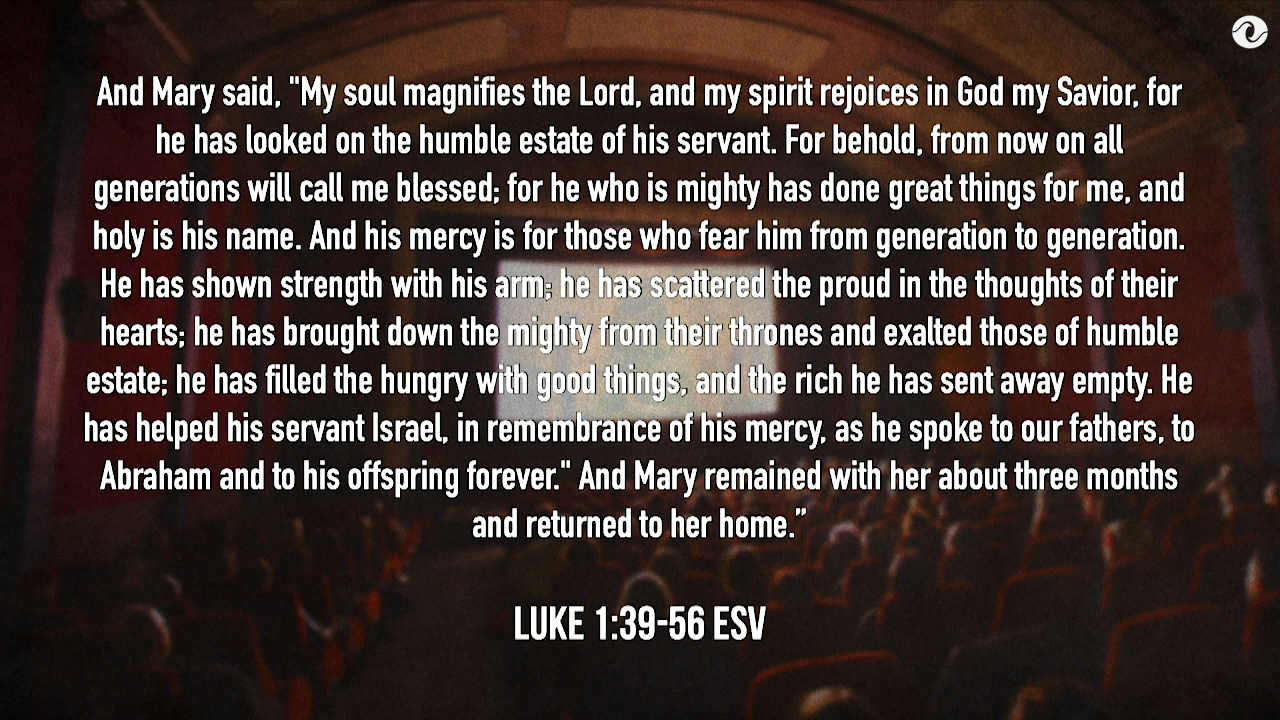 And Mary said, "My soul magnifies the Lord, and my spirit rejoices in God my Savior, for
he has looked on the humble estate of his servant. For behold, from now on all
generations will call me blessed; for he who is mighty has done great things for me, and
holy is his name. And his mercy is for those who fear him from generation to generation.
He has shown strength with his arm; he has scattered the proud in the thoughts of their
hearts; he has brought down the mighty from their thrones and exalted those of humble
estate; he has filled the hungry with good things, and the rich he has sent away empty. He
has helped his servant Israel, in remembrance of his mercy, as he spoke to our fathers, to
Abraham and to his offspring forever." And Mary remained with her about three months
and returned to her home.”
LUKE 1:39-56 ESV